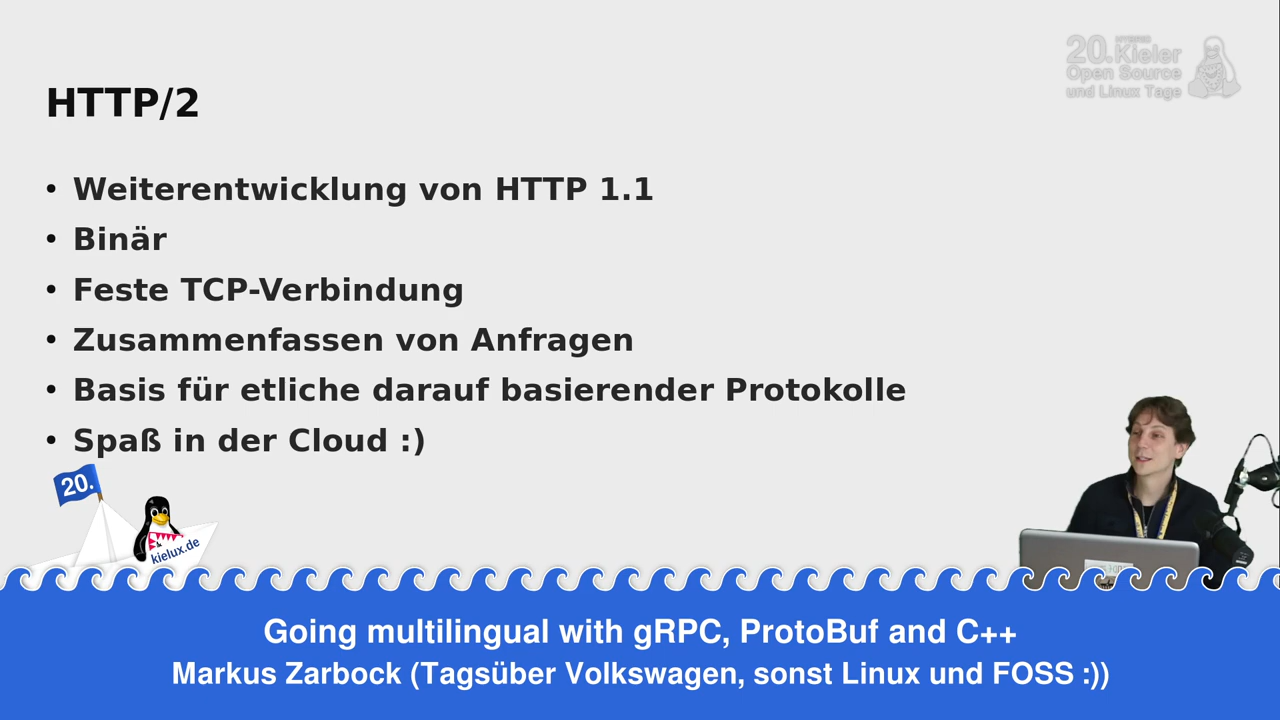 HYBRID
20. Kieler
Open Source
und Linux Tage
HTTP/2
• Weiterentwicklung von HTTP 1.1
• Binär
• Feste TCP-Verbindung
• Zusammenfassen von Anfragen
• Basis für etliche darauf basierender Protokolle
• Spaß in der Cloud :)
20.
kielux.de
Going multilingual with gRPC, ProtoBuf and C++
Markus Zarbock (Tagsüber Volkswagen, sonst Linux und FOSS :))